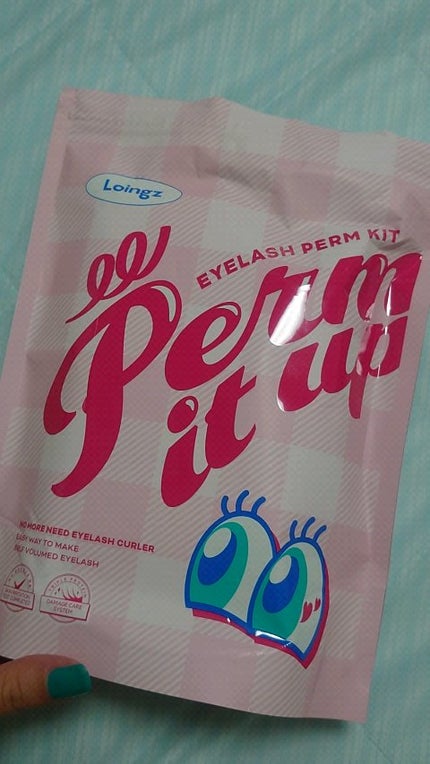 Loingz
EYELASH PERM KIT
Perm
it up
NO MORE NEED EYELASH CURLER
EASY WAY TO MAKE
SELF VOLUMED EYELASH
DAMAGE CARE
SYSTEM